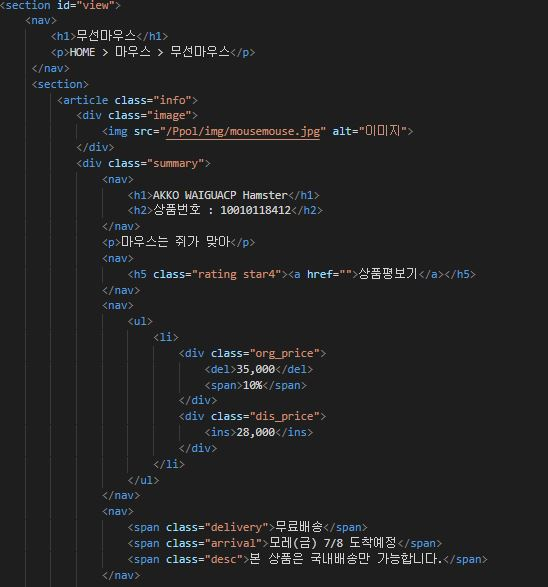 <section id="view">
<nav>
<h1>무선마우스</h1>
<p>HOME > 마우스 > 무선마우스</p>
</nav>
<section>
<article class="info">
<div class="image">
<img src="/Ppol/img/mousemouse.jpg" alt="이미지">
</div>
<div class="summary">
<nav>
<h1>AKKO WAIGUACP Hamster</h1>
<h2>상품번호 : 10010118412</h2>
</nav>
<p>마우스는 쥐가 맞아</p>
<nav>
<h5 class="rating star4"><a href="">상품평보기</a></h5>
</nav>
<nav>
<ul>
<li>
<div class="org_price">
<del>35,000</del>
<span>10%</span>
</div>
<div class="dis_price">
<ins>28,000</ins>
</div>
</li>
</ul>
</nav>
<nav>
<span class="delivery">무료배송</span>
<span class="arrival">모레(금) 7/8 도착예정</span>
<span class="desc">본 상품은 국내배송만 가능합니다.</span>
</nav>